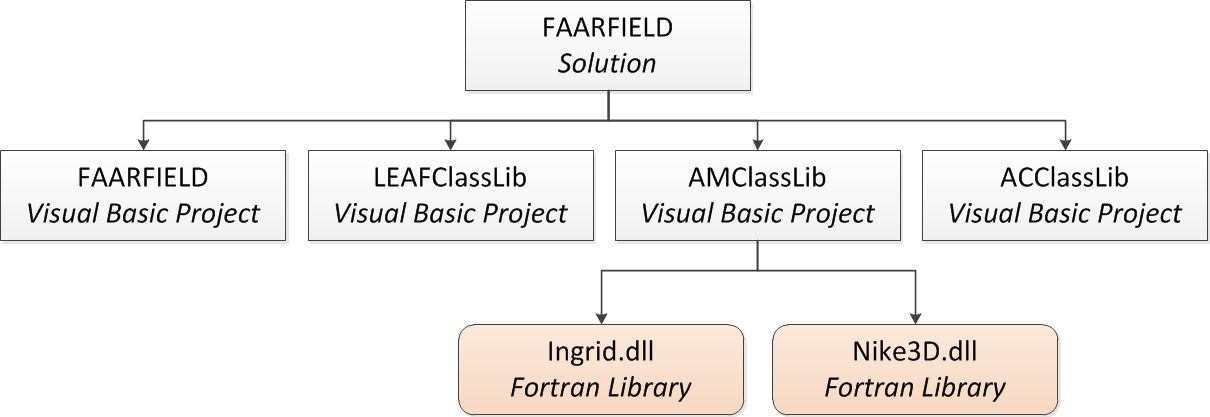 FAARFIELD
Solution
FAARFIELD
Visual Basic Project
LEAFClassLib
Visual Basic Project
AMClassLib
Visual Basic Project
ACClassLib
Visual Basic Project
Ingrid.dll
Fortran Library
Nike3D.dll
Fortran Library